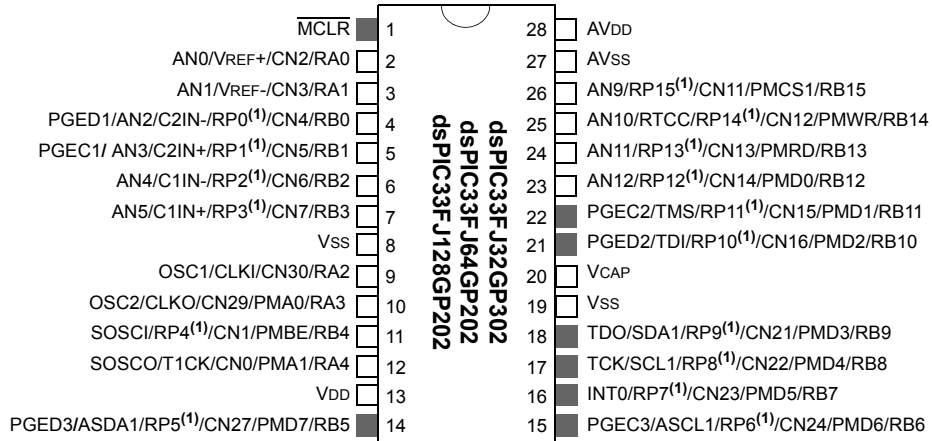 MCLR 1 28 AVDD
AN0/VREF+/CN2/RA0 2 27 AVSS
AN1/VREF-/CN3/RA1 3 26 AN9/RP15(1)/CN11/PMCS1/RB15
PGED1/AN2/C2IN-/RP0(1)/CN4/RB0 4 25 AN10/RTCC/RP14(1)/CN12/PMWR/RB14
PGEC1/ AN3/C2IN+/RP1(1)/CN5/RB1 5 24 AN11/RP13(1)/CN13/PMRD/RB13
AN4/C1IN-/RP2(1)/CN6/RB2 6 23 AN12/RP12(1)/CN14/PMD0/RB12
AN5/C1IN+/RP3(1)/CN7/RB3 7 22 PGEC2/TMS/RP11(1)/CN15/PMD1/RB11
VSS 8 21 PGED2/TDI/RP10(1)/CN16/PMD2/RB10
OSC1/CLKI/CN30/RA2 9 20 VCAP
OSC2/CLKO/CN29/PMA0/RA3 10 19 VSS
SOSCI/RP4(1)/CN1/PMBE/RB4 11 18 TDO/SDA1/RP9(1)/CN21/PMD3/RB9
SOSCO/T1CK/CN0/PMA1/RA4 12 17 TCK/SCL1/RP8(1)/CN22/PMD4/RB8
VDD 13 16 INT0/RP7(1)/CN23/PMD5/RB7
PGED3/ASDA1/RP5(1)/CN27/PMD7/RB5 14 15 PGEC3/ASCL1/RP6(1)/CN24/PMD6/RB6
dsPIC33FJ32GP302
dsPIC33FJ64GP202
dsPIC33FJ128GP202